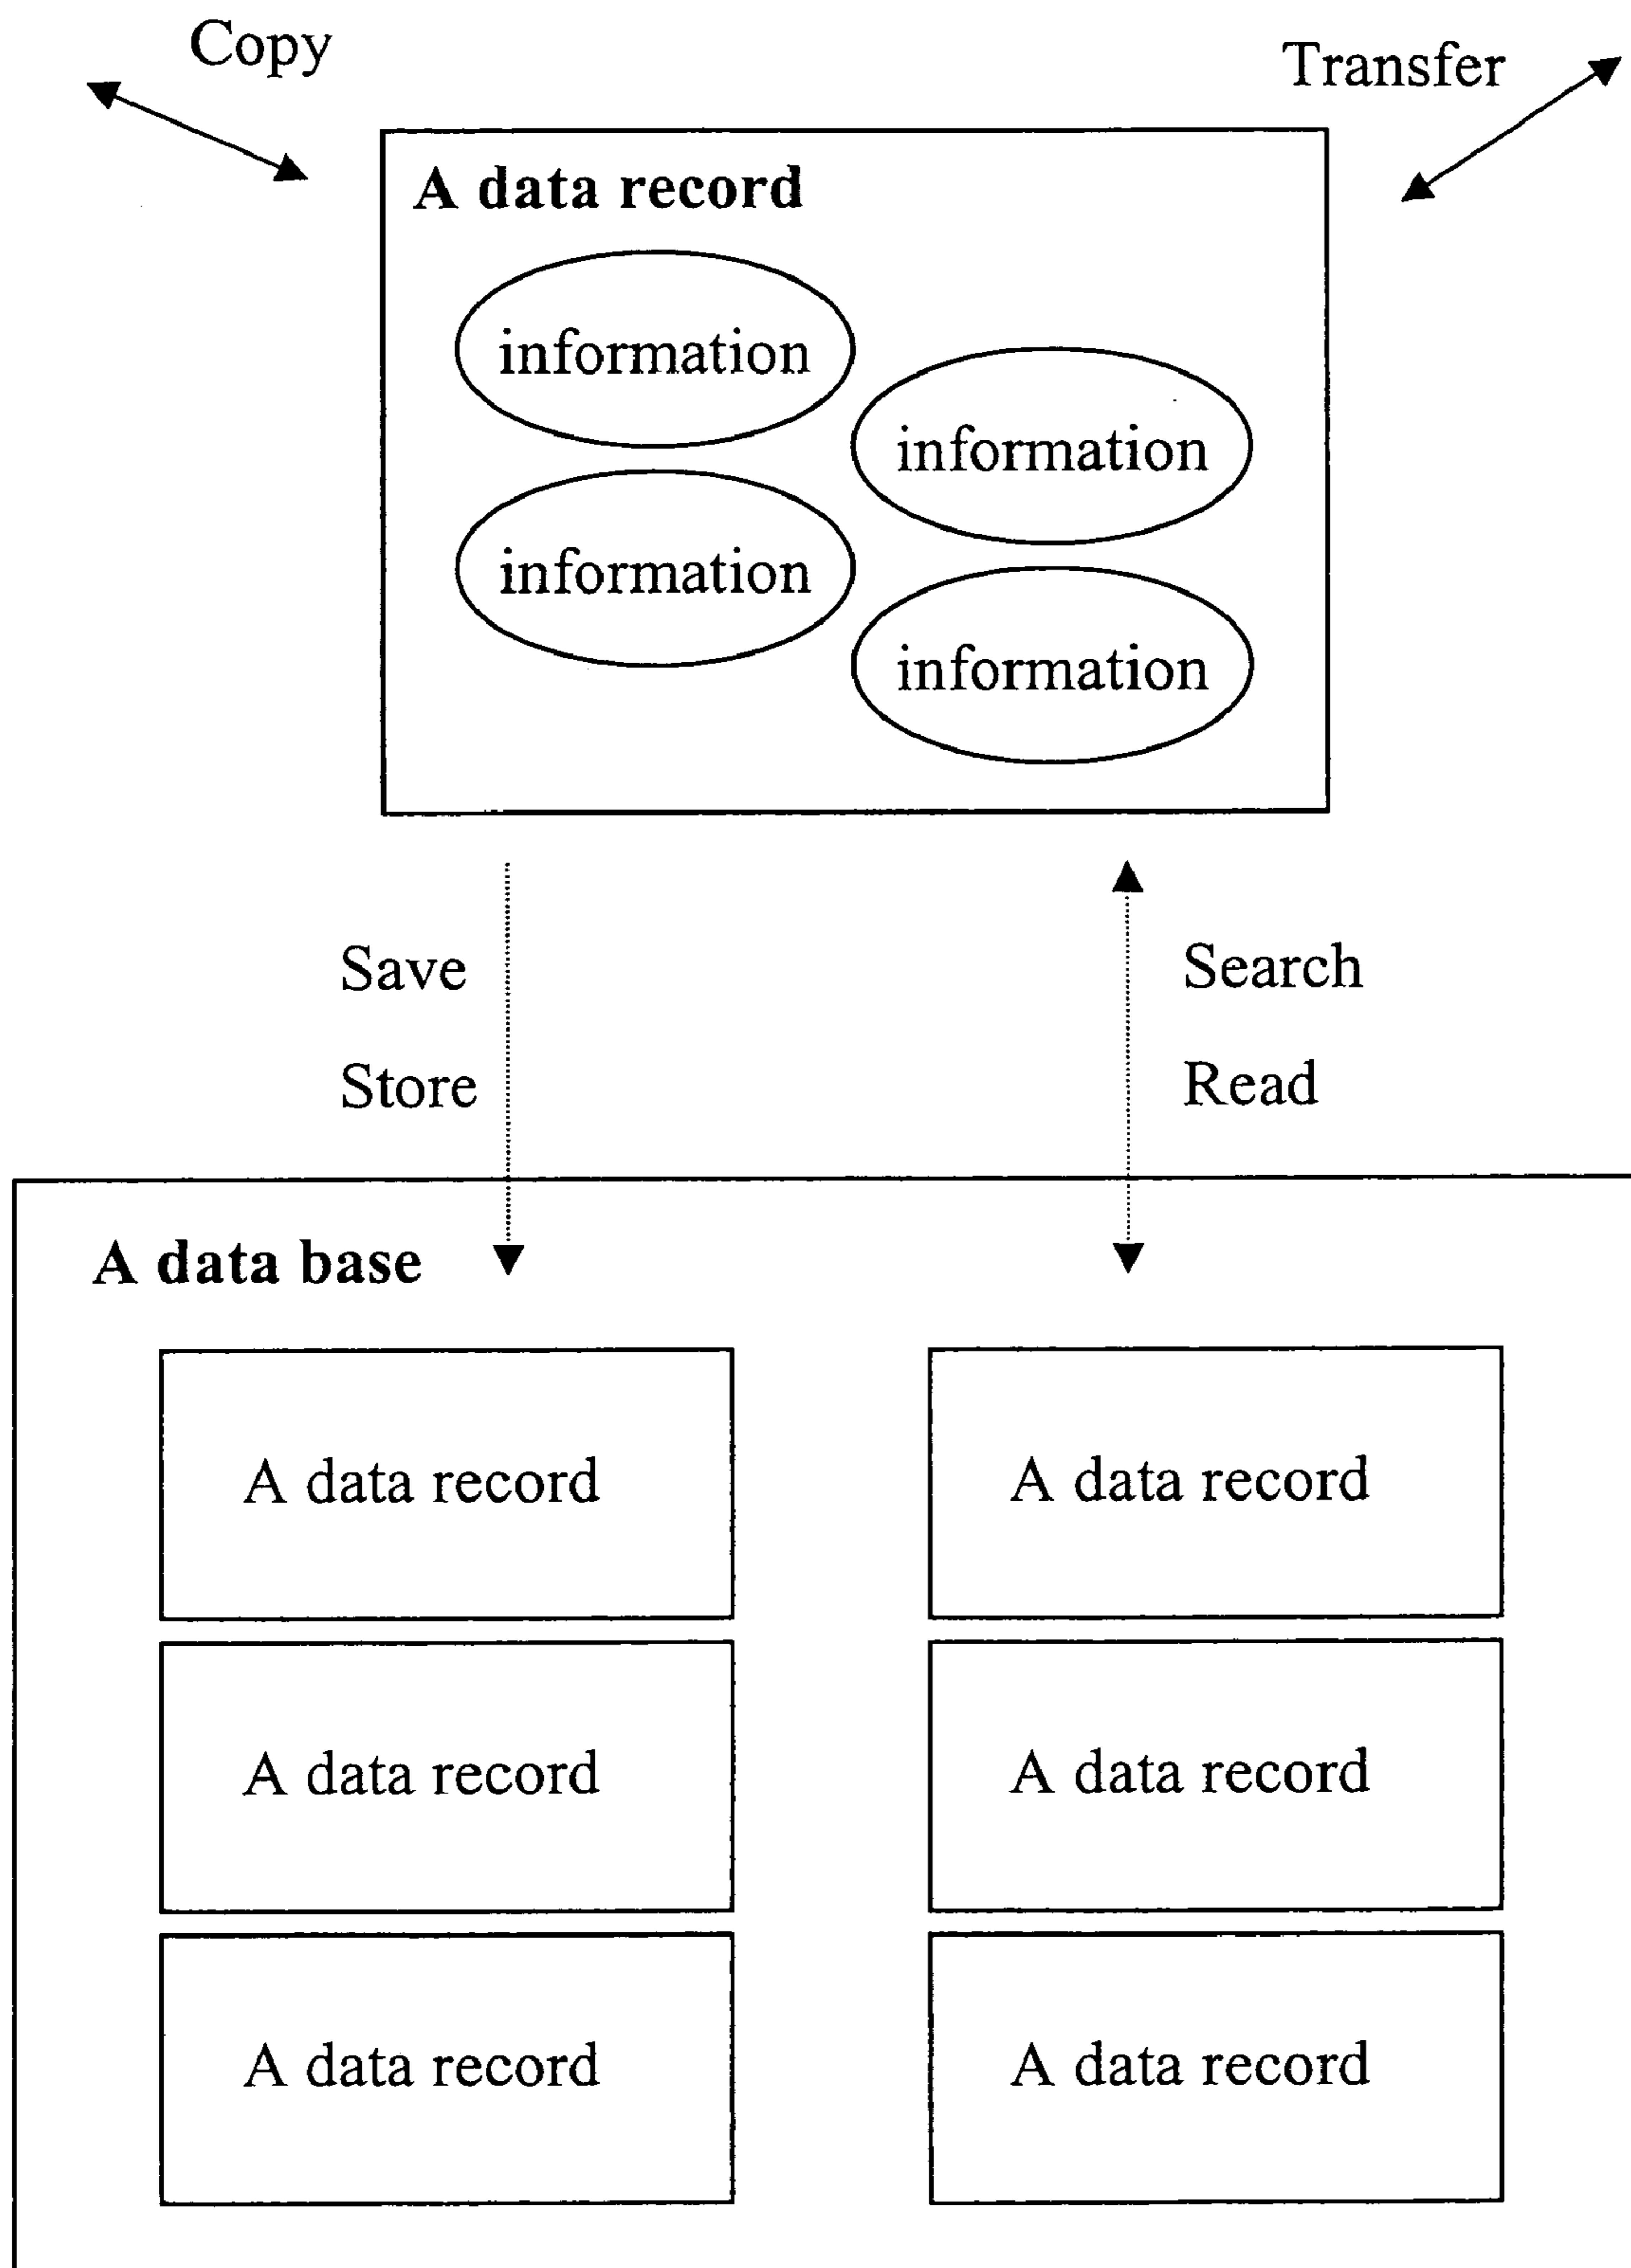 Copy
Transfer
A data record
information
information
information
information
Save
Search
Store
Read
A data base
A data record
A data record
A data record
A data record
A data record
A data record